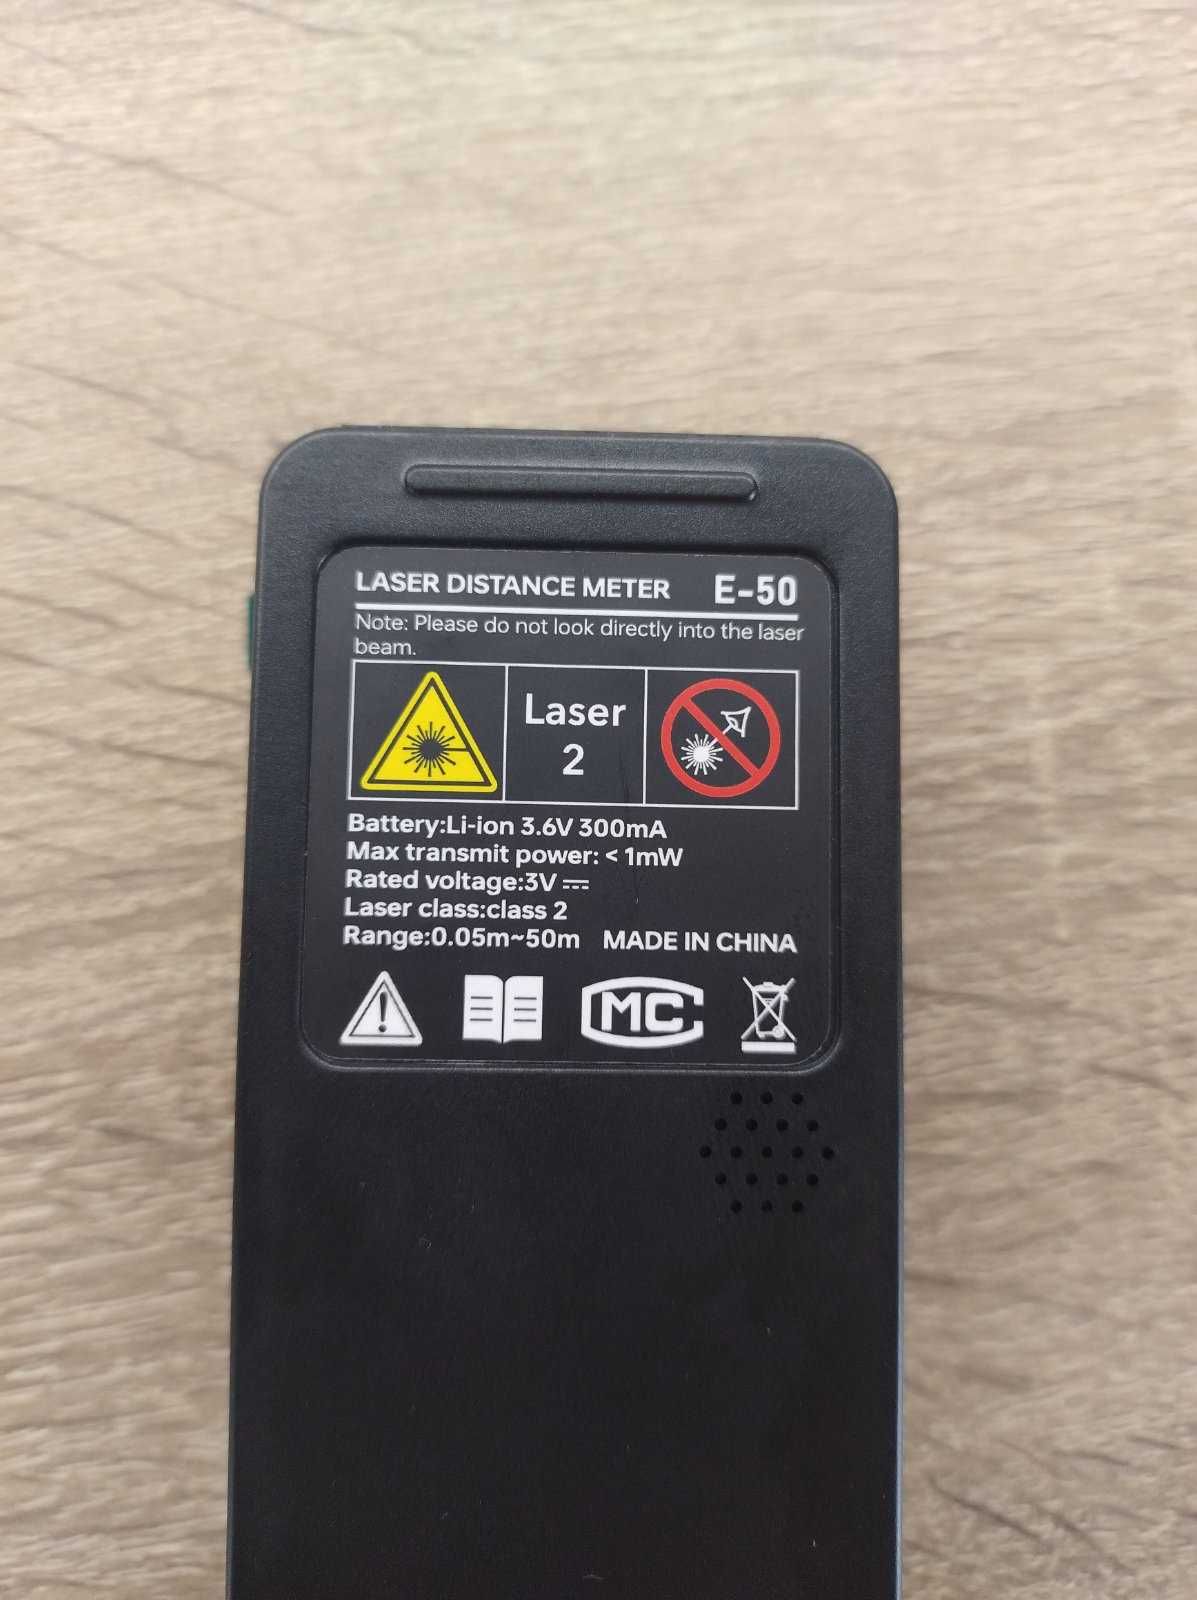 LASER DISTANCE METER E-50
Note: Please do not look directly into the laser
beam.
Laser
2
Battery:Li-ion 3.6V 300mA
Max transmit power: < 1mW
Rated voltage:3V ⎓
Laser class:class 2
Range:0.05m~50m MADE IN CHINA
MC